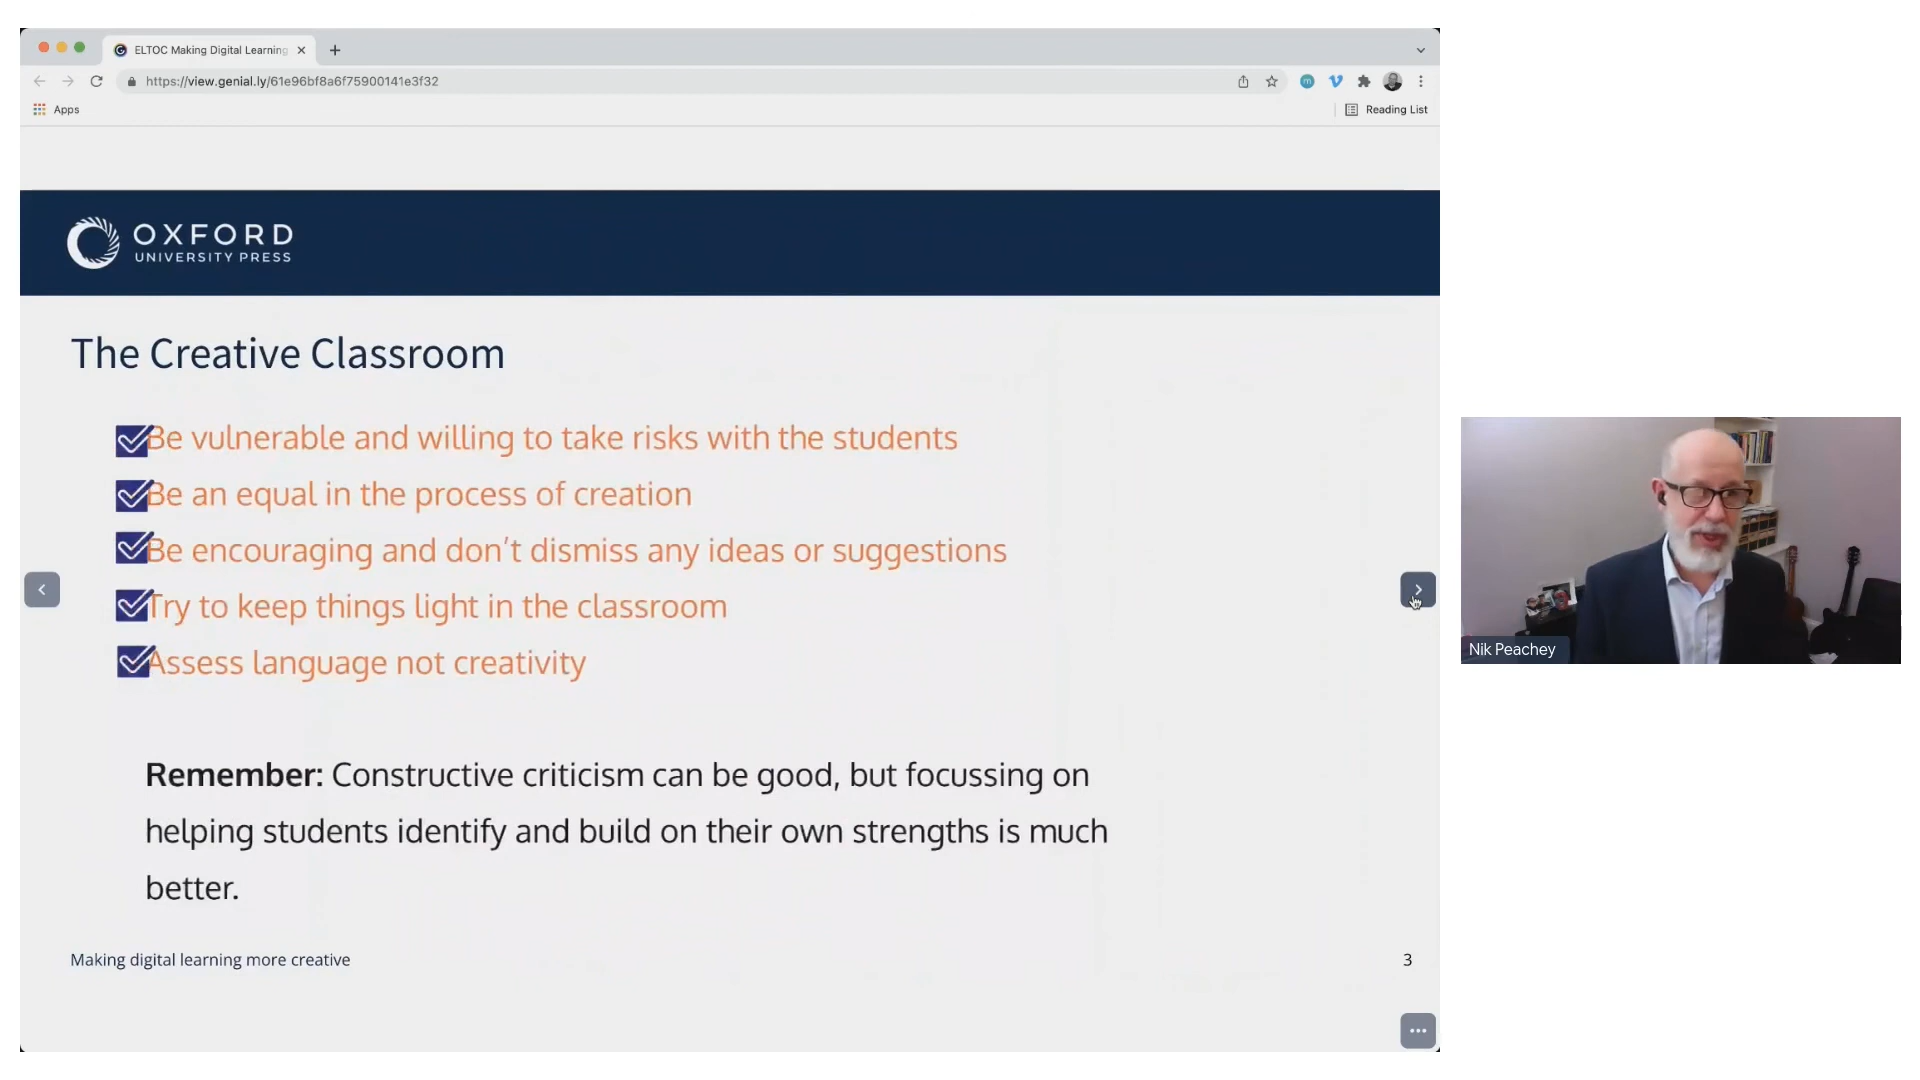 ELTOC Making Digital Learning
https://view.genial.ly/61e96bf8a6f75900141e3f32
Apps
Reading List
OXFORD
UNIVERSITY PRESS
The Creative Classroom
Be vulnerable and willing to take risks with the students
Be an equal in the process of creation
Be encouraging and don't dismiss any ideas or suggestions
Try to keep things light in the classroom
Assess language not creativity
Remember: Constructive criticism can be good, but focussing on
helping students identify and build on their own strengths is much
better.
Making digital learning more creative
3
Nik Peachey